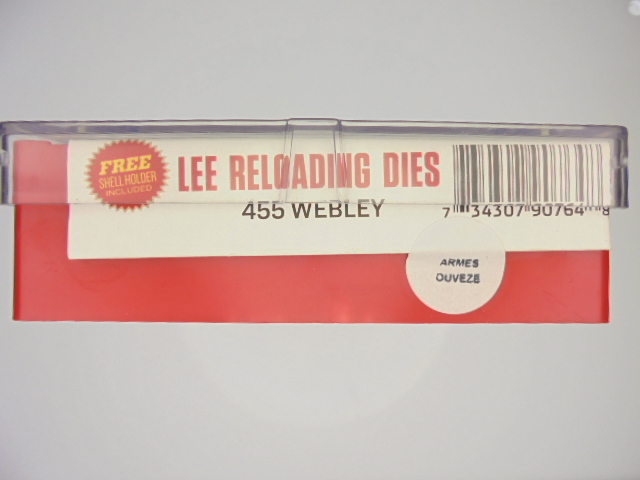 FREE
SHELL HOLDER
INCLUDED
LEE RELOADING DIES
455 WEBLEY
7 34307 90764 8
ARMES
OUVEZE